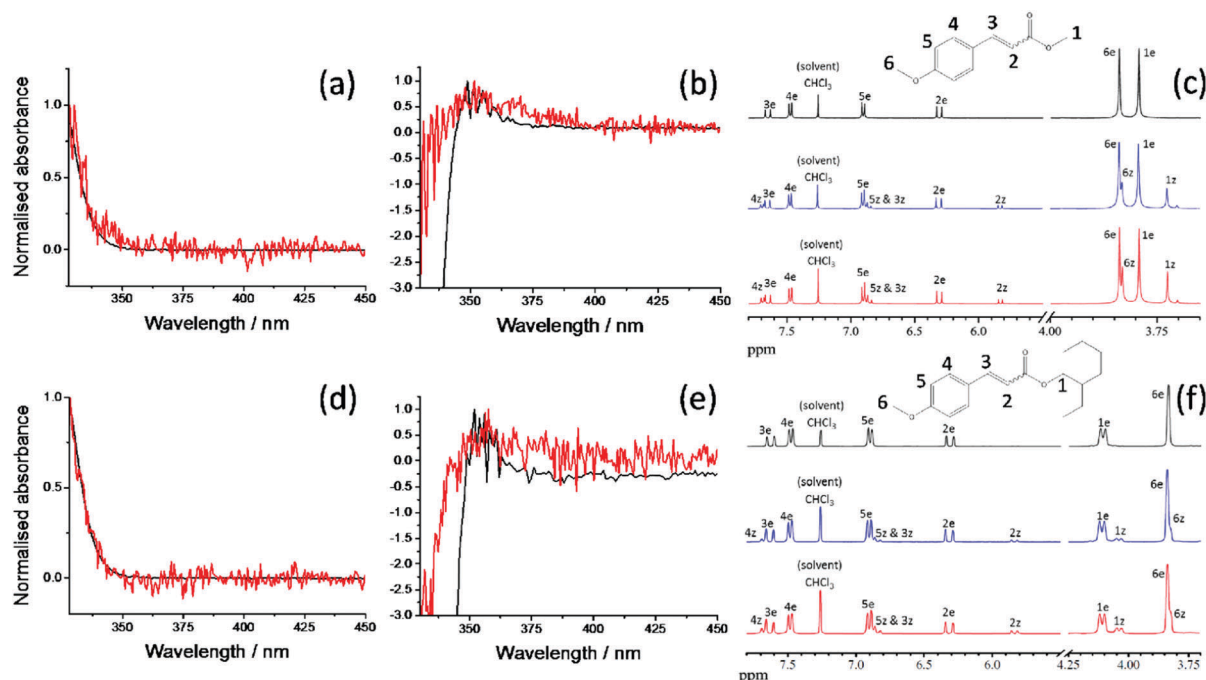 Normalised absorbance
1.0
0.5
0.0
(a)
350 375 400 425 450
Wavelength / nm
1.0
0.5
0.0
-0.5
-1.0
-1.5
-2.0
-2.5
-3.0
(b)
350 375 400 425 450
Wavelength / nm
(c)
4 3 O 1
5 O
6 2
O
3e 4e (solvent) CHCl3 5e 2e 6e 1e
4z 3e 4e (solvent) CHCl3 5e 5z & 3z 2e 2z 6e 6z 1e 1z
4z 3e 4e (solvent) CHCl3 5e 5z & 3z 2e 2z 6e 6z 1e 1z
7.5 7.0 6.5 6.0 5.5 4.00 3.75
ppm
Normalised absorbance
1.0
0.5
0.0
(d)
350 375 400 425 450
Wavelength / nm
1.0
0.5
0.0
-0.5
-1.0
-1.5
-2.0
-2.5
-3.0
(e)
350 375 400 425 450
Wavelength / nm
(f)
4 3 O
5 O 1
6 2
O
3e 4e (solvent) CHCl3 5e 2e 1e 6e
4z 3e 4e (solvent) CHCl3 5e 5z & 3z 2e 2z 1e 1z 6e 6z
4z 3e 4e (solvent) CHCl3 5e 5z & 3z 2e 2z 1e 1z 6e 6z
7.5 7.0 6.5 6.0 5.5 4.25 4.00 3.75
ppm